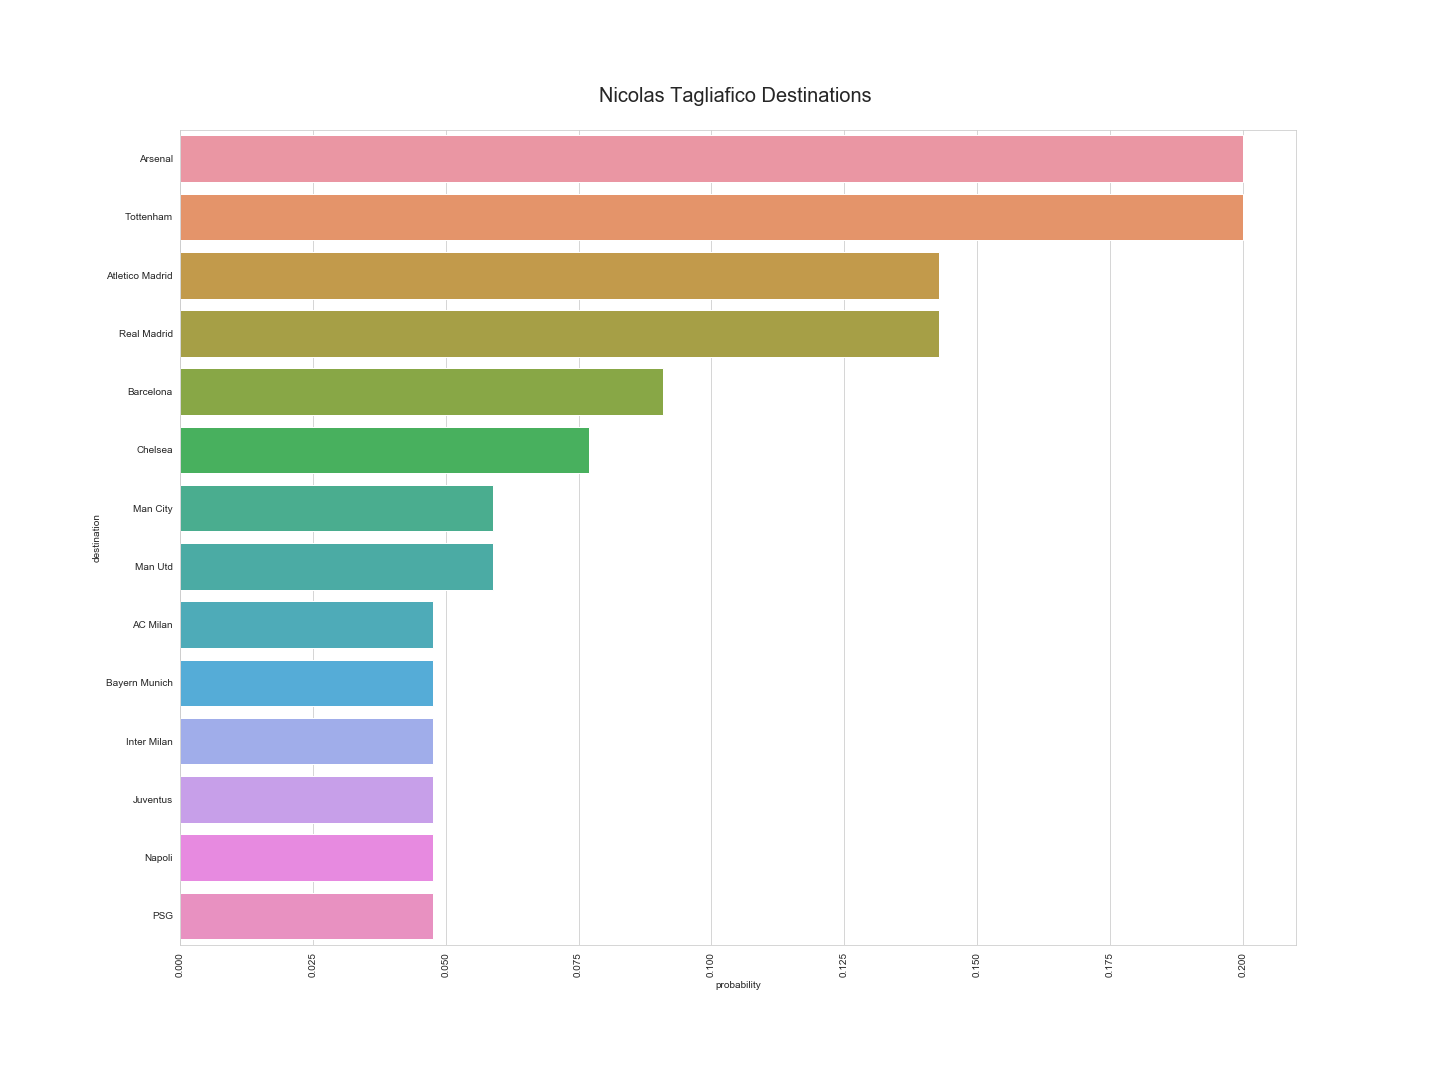 Nicolas Tagliafico Destinations
Arsenal
Tottenham
Atletico Madrid
Real Madrid
Barcelona
Chelsea
Man City
Man Utd
AC Milan
Bayern Munich
Inter Milan
Juventus
Napoli
PSG
destination
0.000 0.025 0.050 0.075 0.100 0.125 0.150 0.175 0.200
probability